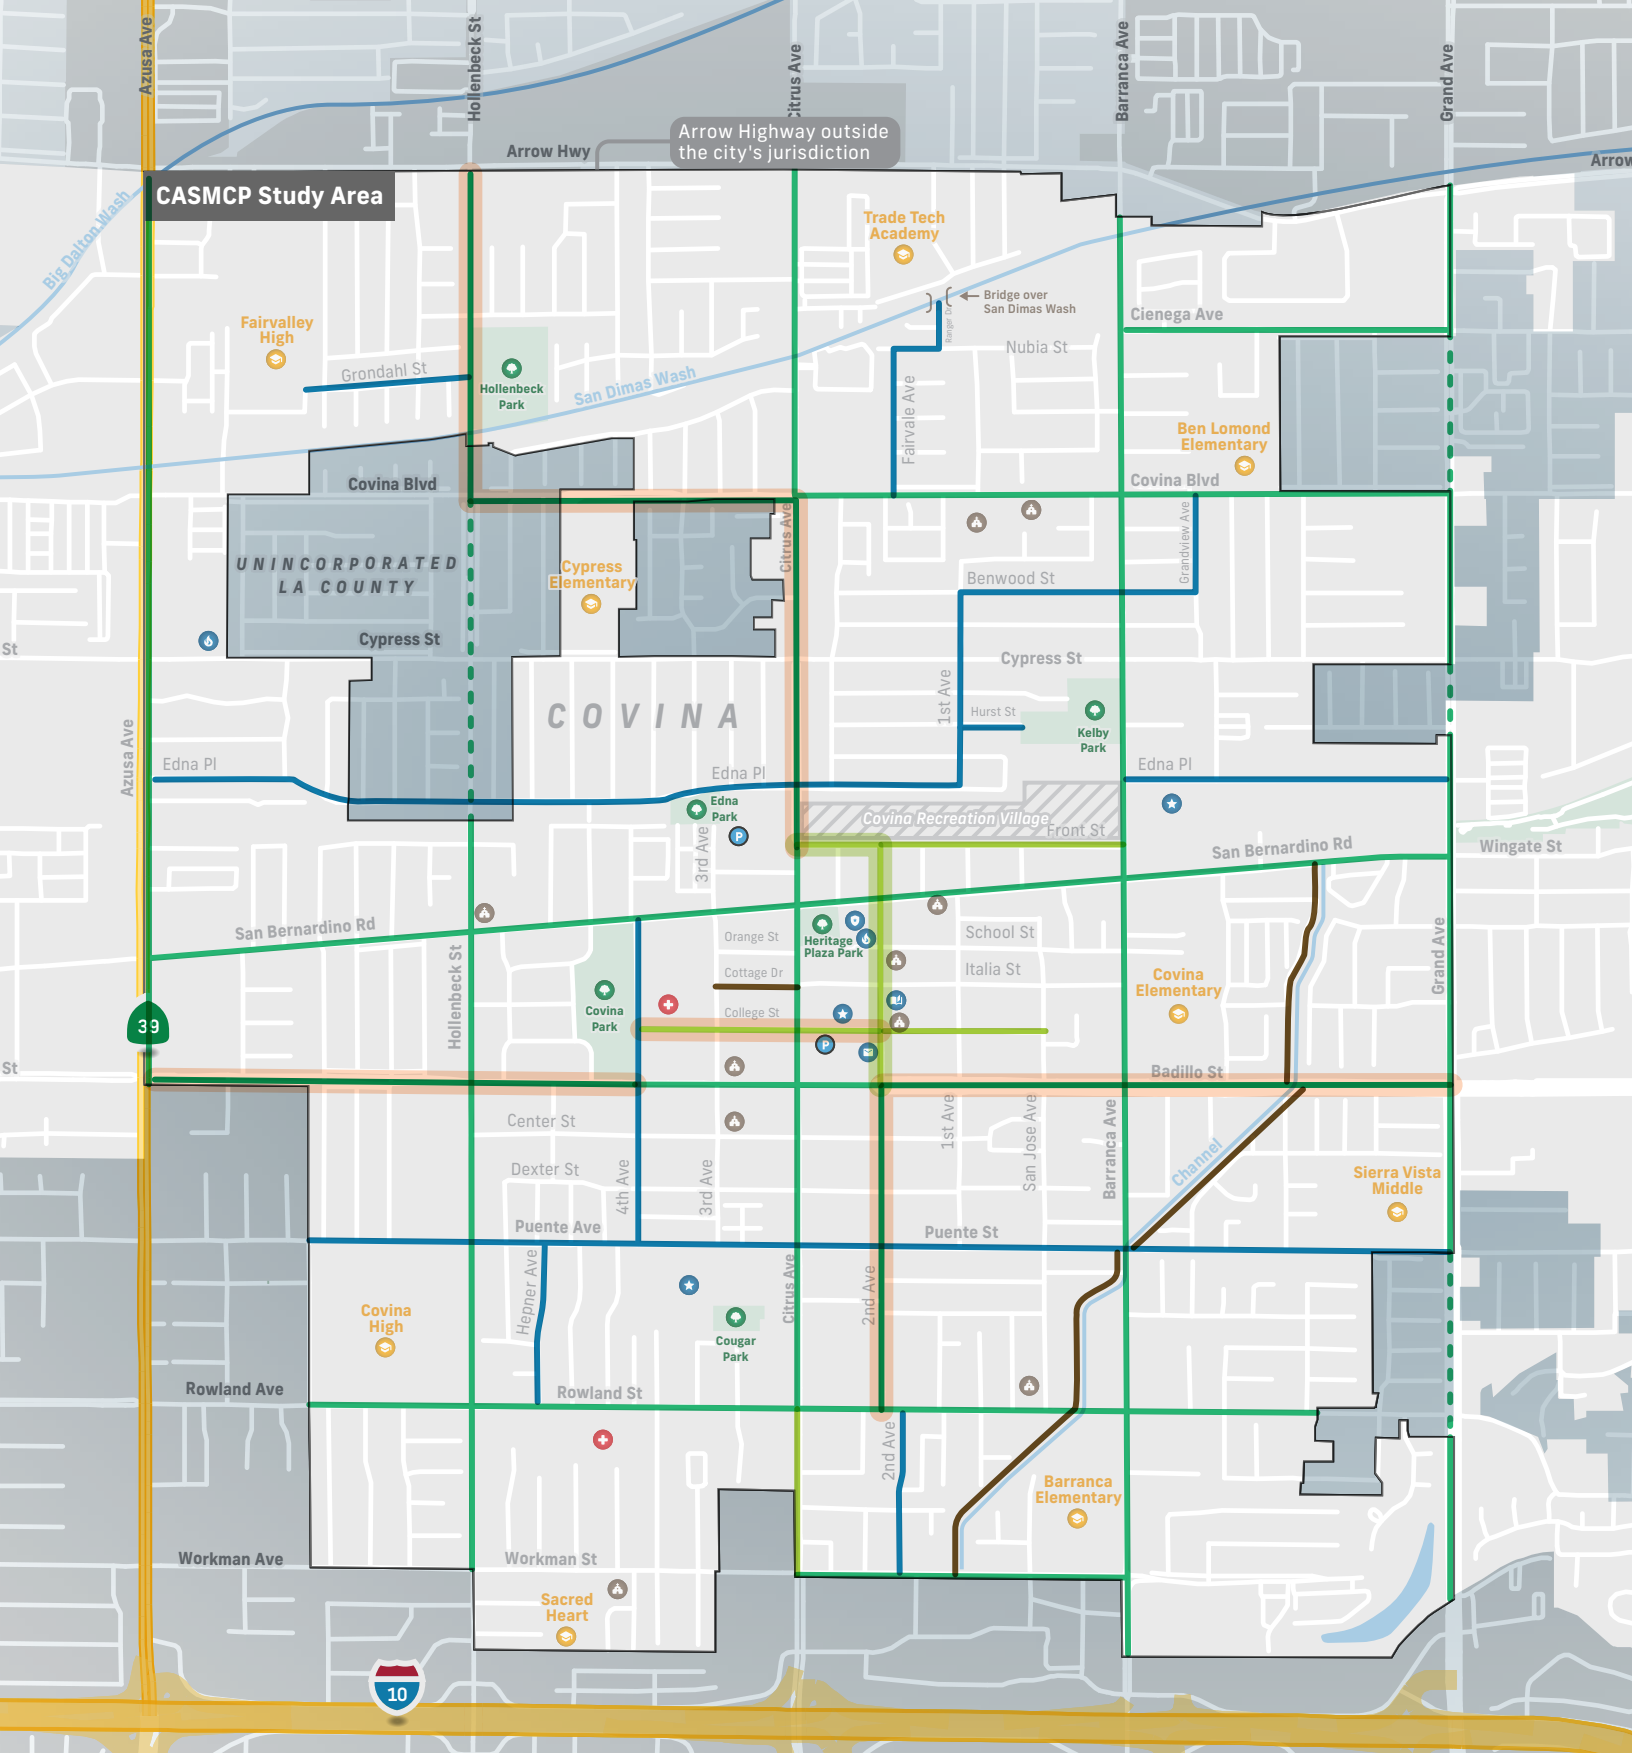 Azusa Ave
Hollenbeck St
Citrus Ave
Barranca Ave
Grand Ave
Arrow Highway outside
the city's jurisdiction
Arrow Hwy
Arrow
CASMCP Study Area
Big Dalton Wash
Trade Tech
Academy
Bridge over
San Dimas Wash
Ranger Dr
Cienega Ave
Fairvalley
High
Nubia St
Grondahl St
Hollenbeck
Park
San Dimas Wash
Fairvale Ave
Ben Lomond
Elementary
Covina Blvd
Covina Blvd
Citrus Ave
Grandview Ave
UNINCORPORATED
LA COUNTY
Cypress
Elementary
Benwood St
Cypress St
St
Cypress St
COVINA
1st Ave
Hurst St
Kelby
Park
Azusa Ave
Edna Pl
Edna Pl
Edna Pl
Edna
Park
P
3rd Ave
Covina Recreation Village
Front St
San Bernardino Rd
Wingate St
San Bernardino Rd
Hollenbeck St
Orange St
Heritage
Plaza Park
School St
Cottage Dr
Italia St
Covina
Elementary
Grand Ave
Covina
Park
College St
39
P
St
Badillo St
Center St
1st Ave
San Jose Ave
Barranca Ave
Channel
Dexter St
4th Ave
3rd Ave
Sierra Vista
Middle
Puente Ave
Puente St
Hepner Ave
Citrus Ave
2nd Ave
Covina
High
Cougar
Park
Rowland Ave
Rowland St
2nd Ave
Barranca
Elementary
Workman Ave
Workman St
Sacred
Heart
10